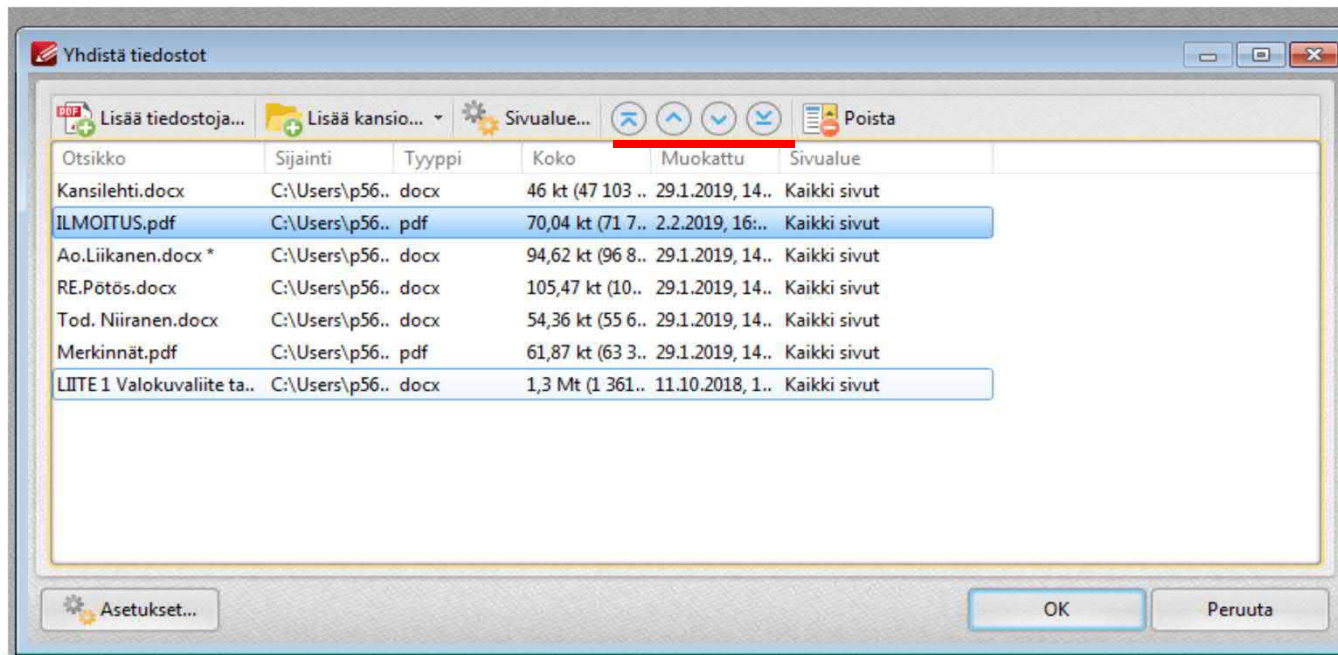 Yhdistä tiedostot
PDF Lisää tiedostoja... Lisää kansio... Sivualue... Poista
Otsikko Sijainti Tyyppi Koko Muokattu Sivualue
Kansilehti.docx C:\Users\p56.. docx 46 kt (47 103 .. 29.1.2019, 14.. Kaikki sivut
ILMOITUS.pdf C:\Users\p56.. pdf 70,04 kt (71 7.. 2.2.2019, 16:.. Kaikki sivut
Ao.Liikanen.docx * C:\Users\p56.. docx 94,62 kt (96 8.. 29.1.2019, 14.. Kaikki sivut
RE.Pötös.docx C:\Users\p56.. docx 105,47 kt (10.. 29.1.2019, 14.. Kaikki sivut
Tod. Niiranen.docx C:\Users\p56.. docx 54,36 kt (55 6.. 29.1.2019, 14.. Kaikki sivut
Merkinnät.pdf C:\Users\p56.. pdf 61,87 kt (63 3.. 29.1.2019, 14.. Kaikki sivut
LIITE 1 Valokuvaliite ta.. C:\Users\p56.. docx 1,3 Mt (1 361.. 11.10.2018, 1.. Kaikki sivut
Asetukset... OK Peruuta